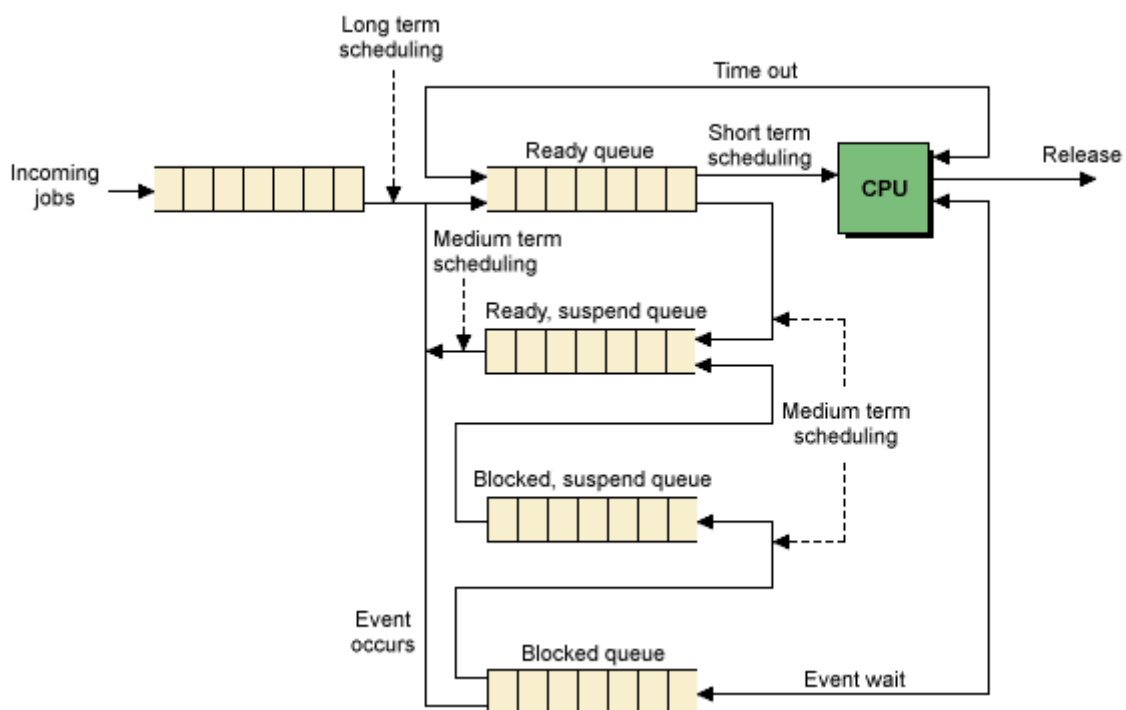 Long term
scheduling
Time out
Incoming
jobs
Ready queue
Short term
scheduling
CPU
Release
Medium term
scheduling
Ready, suspend queue
Medium term
scheduling
Blocked, suspend queue
Event
occurs
Blocked queue
Event wait